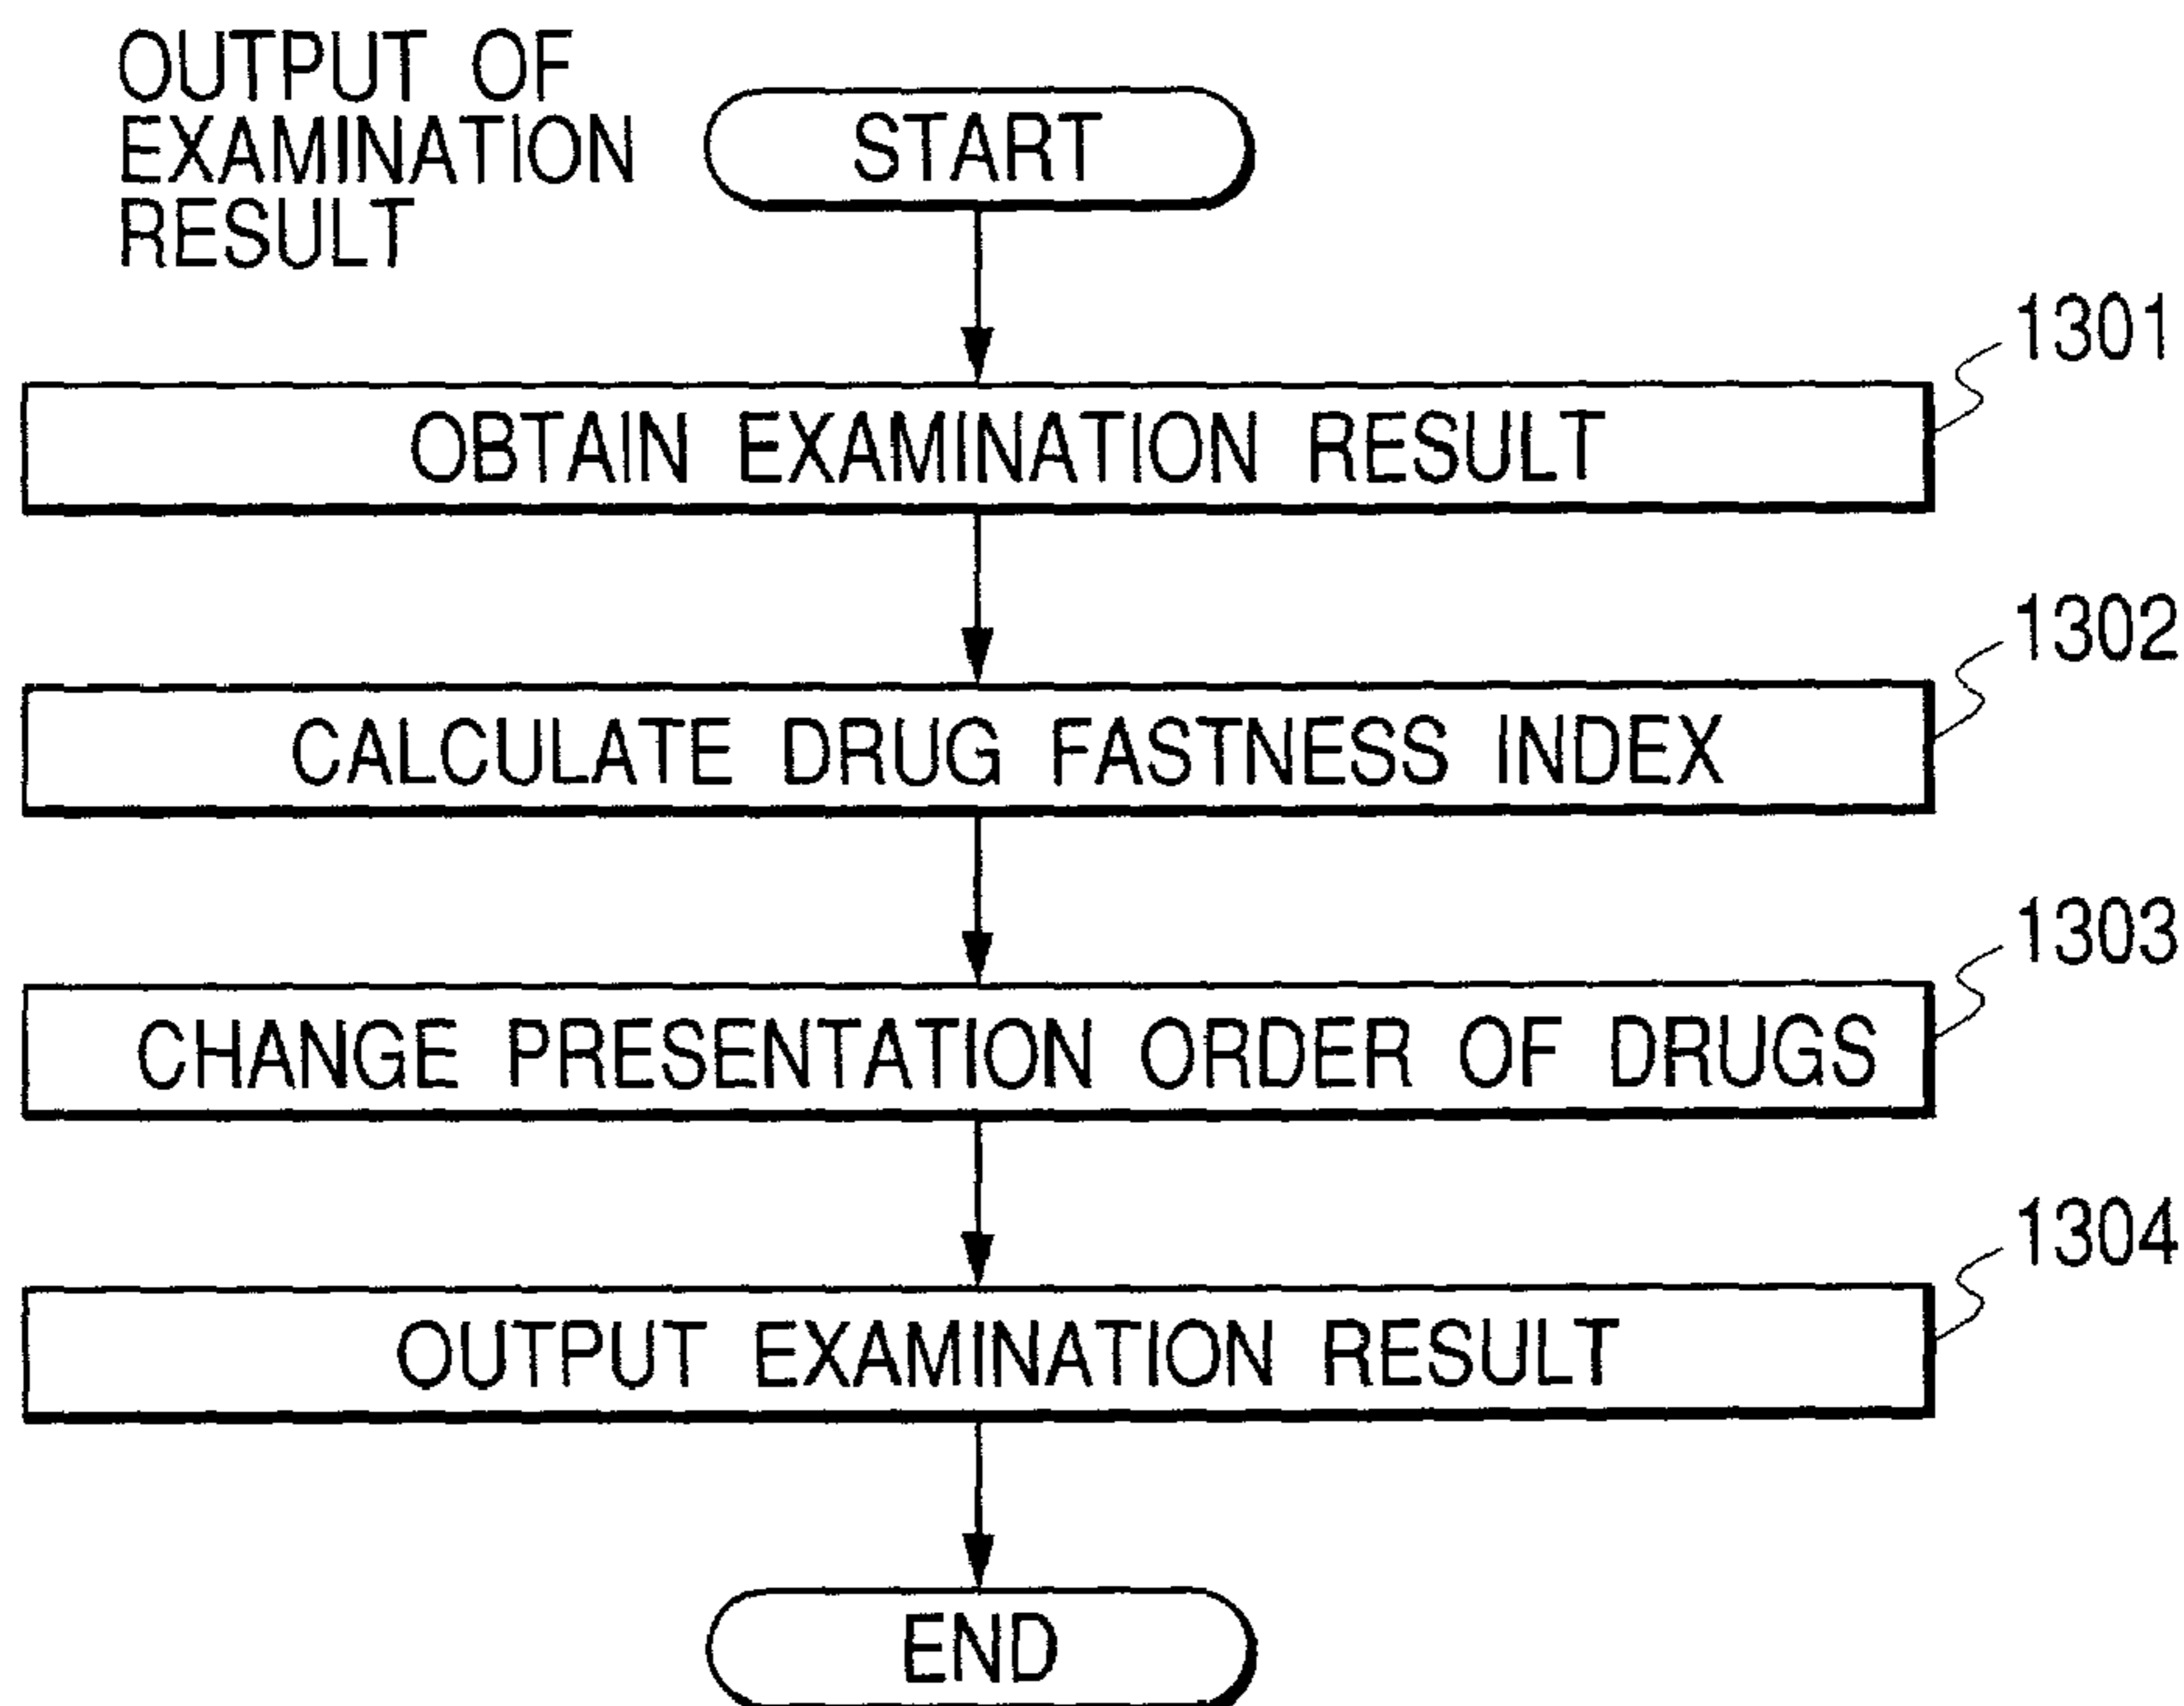 OUTPUT OF
EXAMINATION
RESULT
START
1301
OBTAIN EXAMINATION RESULT
1302
CALCULATE DRUG FASTNESS INDEX
1303
CHANGE PRESENTATION ORDER OF DRUGS
1304
OUTPUT EXAMINATION RESULT
END